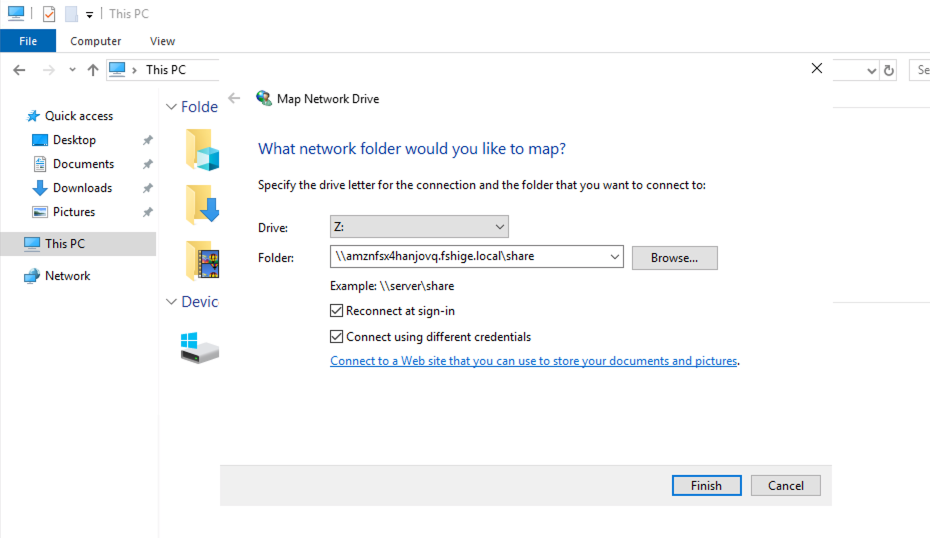 This PC
File Computer View
This PC
Se
Quick access
Desktop
Documents
Downloads
Pictures
This PC
Network
Folde
Devic
Map Network Drive
What network folder would you like to map?
Specify the drive letter for the connection and the folder that you want to connect to:
Drive: Z:
Folder: \\amznfsx4hanjovq.fshige.local\share Browse...
Example: \\server\share
Reconnect at sign-in
Connect using different credentials
Connect to a Web site that you can use to store your documents and pictures.
Finish Cancel